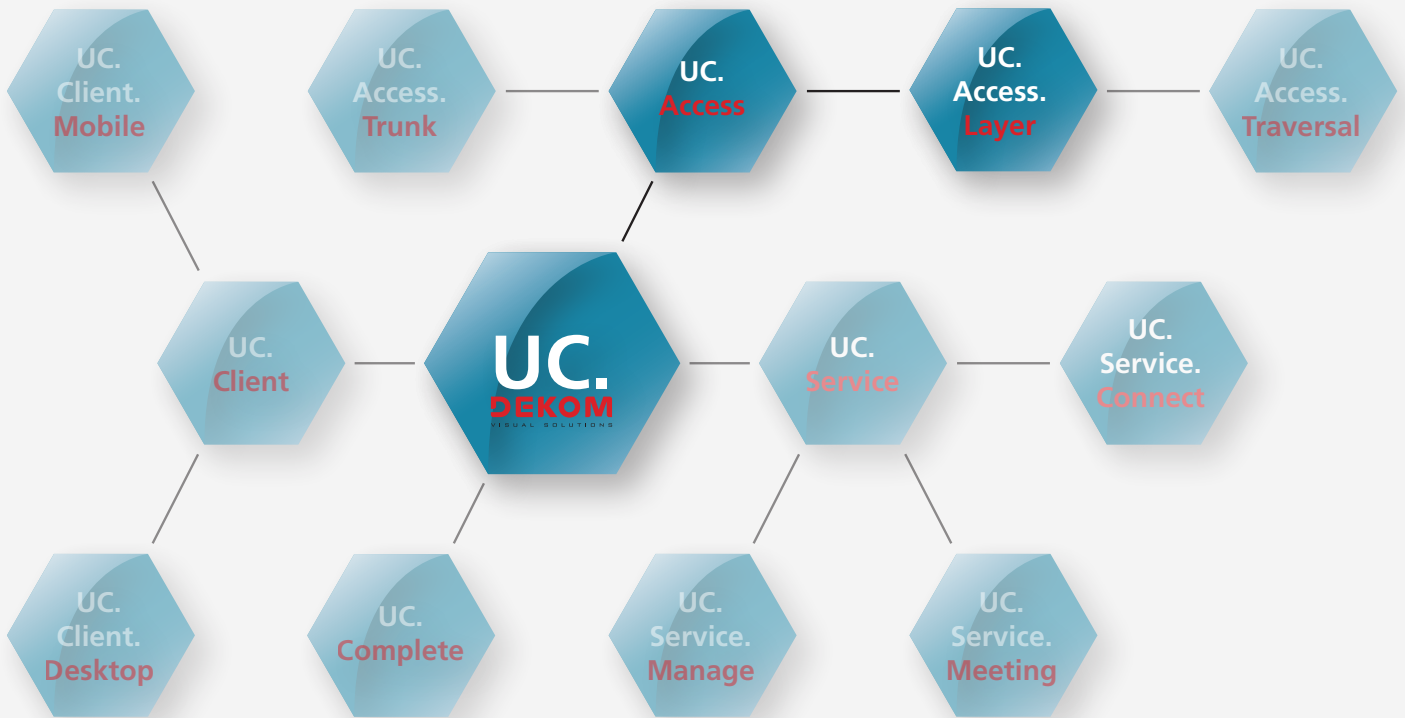 UC.
Client.
Mobile
UC.
Access.
Trunk
UC.
Access
UC.
Access.
Layer
UC.
Access.
Traversal
UC.
Client
UC.
DEKOM
VISUAL SOLUTIONS
UC.
Service
UC.
Service.
Connect
UC.
Client.
Desktop
UC.
Complete
UC.
Service.
Manage
UC.
Service.
Meeting